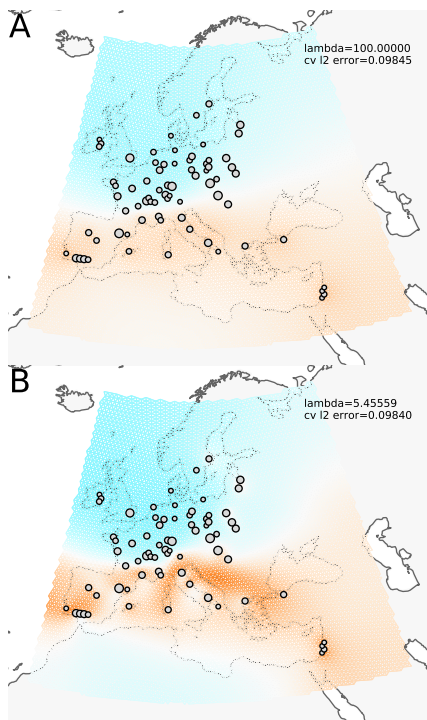 A
lambda=100.00000
cv l2 error=0.09845
B
lambda=5.45559
cv l2 error=0.09840